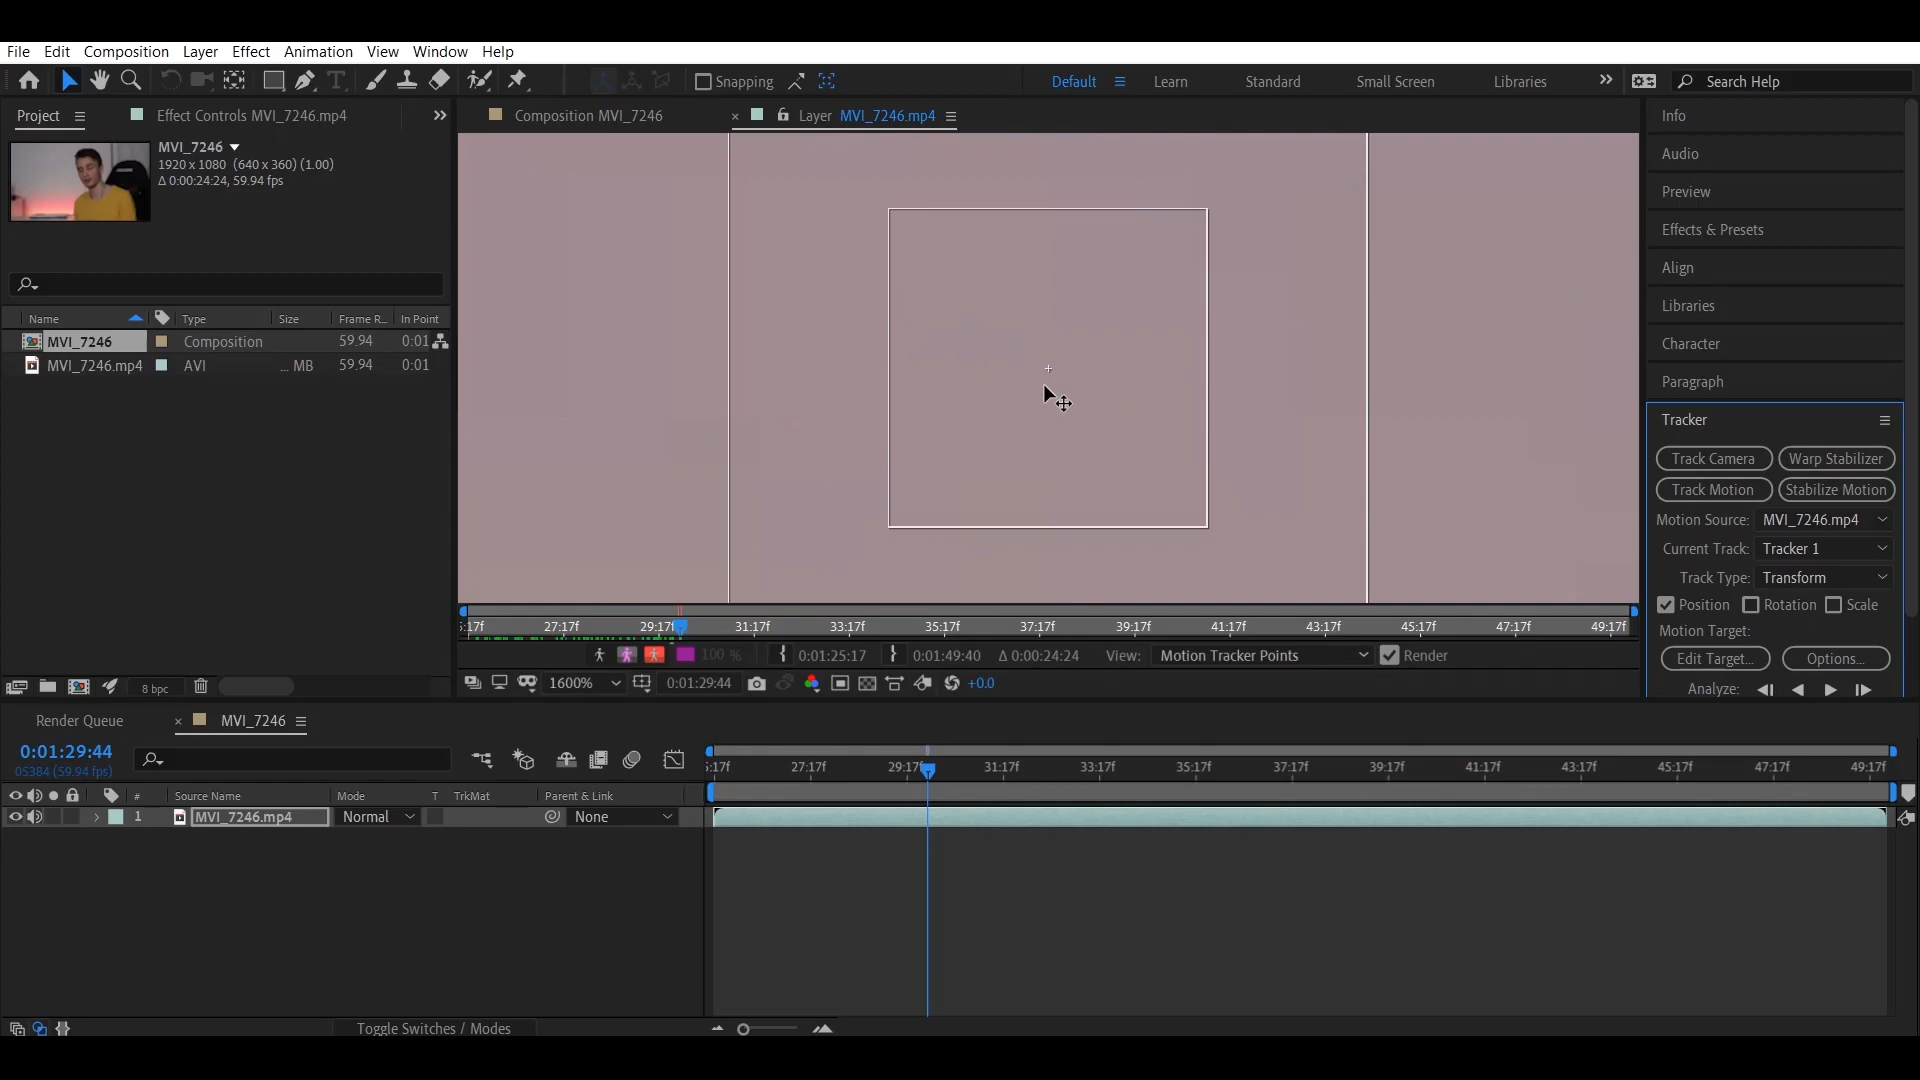 File Edit Composition Layer Effect Animation View Window Help
Snapping Default Learn Standard Small Screen Libraries Search Help
Project Effect Controls MVI_7246.mp4
Composition MVI_7246 Layer MVI_7246.mp4
MVI_7246
1920 x 1080 (640 x 360) (1.00)
Δ 0:00:24:24, 59.94 fps
Name Type Size Frame R... In Point
MVI_7246 Composition 59.94 0:01
MVI_7246.mp4 AVI ... MB 59.94 0:01
8 bpc
:17f 27:17f 29:17f 31:17f 33:17f 35:17f 37:17f 39:17f 41:17f 43:17f 45:17f 47:17f 49:17f
100 % 0:01:25:17 0:01:49:40 Δ 0:00:24:24 View: Motion Tracker Points Render
1600% 0:01:29:44 +0.0
Info
Audio
Preview
Effects & Presets
Align
Libraries
Character
Paragraph
Tracker
Track Camera Warp Stabilizer
Track Motion Stabilize Motion
Motion Source: MVI_7246.mp4
Current Track: Tracker 1
Track Type: Transform
Position Rotation Scale
Motion Target:
Edit Target... Options...
Analyze:
Render Queue MVI_7246
0:01:29:44
05384 (59.94 fps)
:17f 27:17f 29:17f 31:17f 33:17f 35:17f 37:17f 39:17f 41:17f 43:17f 45:17f 47:17f 49:17f
# Source Name Mode T TrkMat Parent & Link
1 MVI_7246.mp4 Normal None
Toggle Switches / Modes